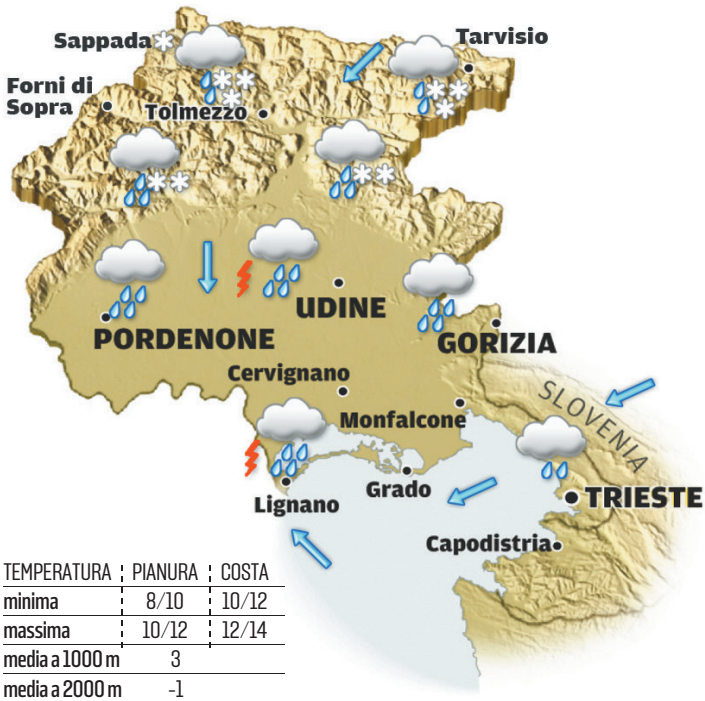 Sappada
Tarvisio
Forni di
Sopra
Tolmezzo
UDINE
PORDENONE
GORIZIA
Cervignano
SLOVENIA
Monfalcone
Grado
TRIESTE
Lignano
Capodistria
TEMPERATURA PIANURA COSTA
minima 8/10 10/12
massima 10/12 12/14
media a 1000 m 3
media a 2000 m -1